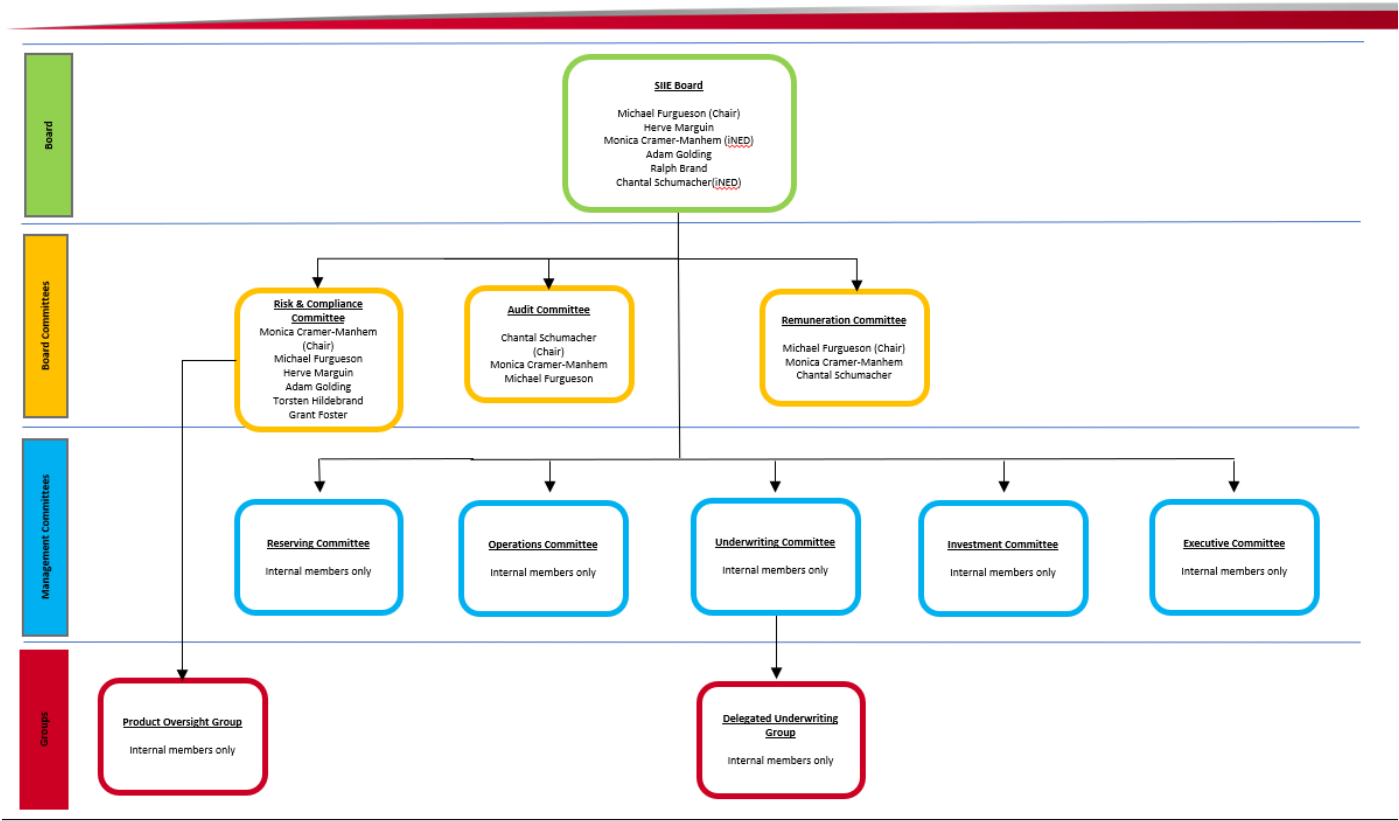 Board
SIIE Board
Michael Furgueson (Chair)
Herve Marguin
Monica Cramer-Manhem (iNED)
Adam Golding
Ralph Brand
Chantal Schumacher(iNED)
Board Committees
Risk & Compliance
Committee
Monica Cramer-Manhem
(Chair)
Michael Furgueson
Herve Marguin
Adam Golding
Torsten Hildebrand
Grant Foster
Audit Committee
Chantal Schumacher
(Chair)
Monica Cramer-Manhem
Michael Furgueson
Remuneration Committee
Michael Furgueson (Chair)
Monica Cramer-Manhem
Chantal Schumacher
Management Committees
Reserving Committee
Internal members only
Operations Committee
Internal members only
Underwriting Committee
Internal members only
Investment Committee
Internal members only
Executive Committee
Internal members only
Groups
Product Oversight Group
Internal members only
Delegated Underwriting
Group
Internal members only